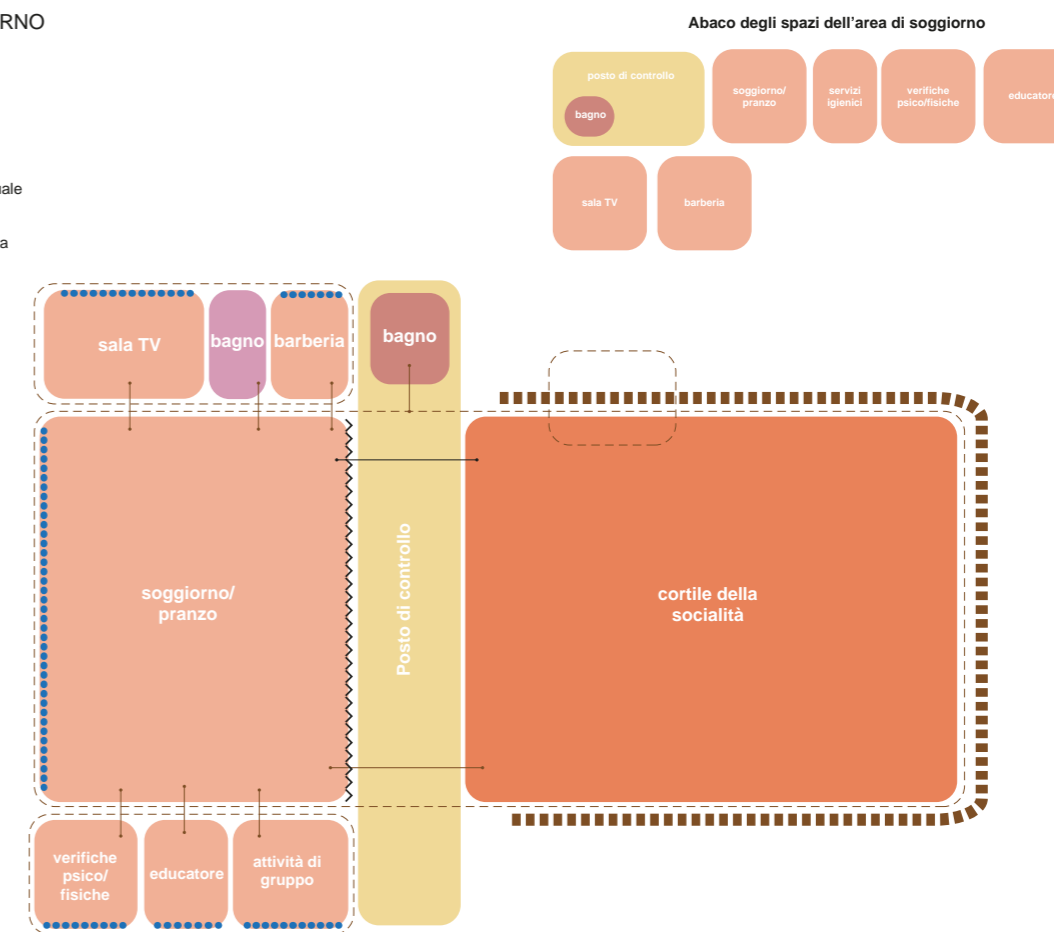 RNO
Abaco degli spazi dell'area di soggiorno
posto di controllo
bagno
soggiorno/
pranzo
servizi
igienici
verifiche
psico/fisiche
educatore
sala TV
barberia
uale
a
sala TV
bagno
barberia
bagno
soggiorno/
pranzo
Posto di controllo
cortile della
socialità
verifiche
psico/
fisiche
educatore
attività di
gruppo